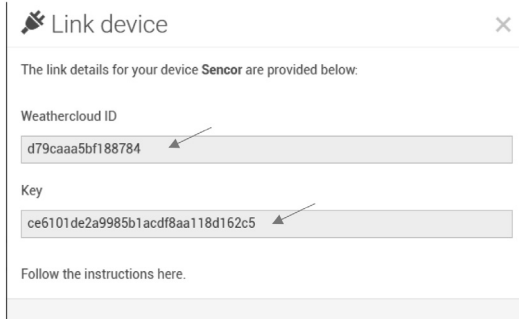 Link device
The link details for your device Sencor are provided below:
Weathercloud ID
d79caaa5bf188784
Key
ce6101de2a9985b1acdf8aa118d162c5
Follow the instructions here.